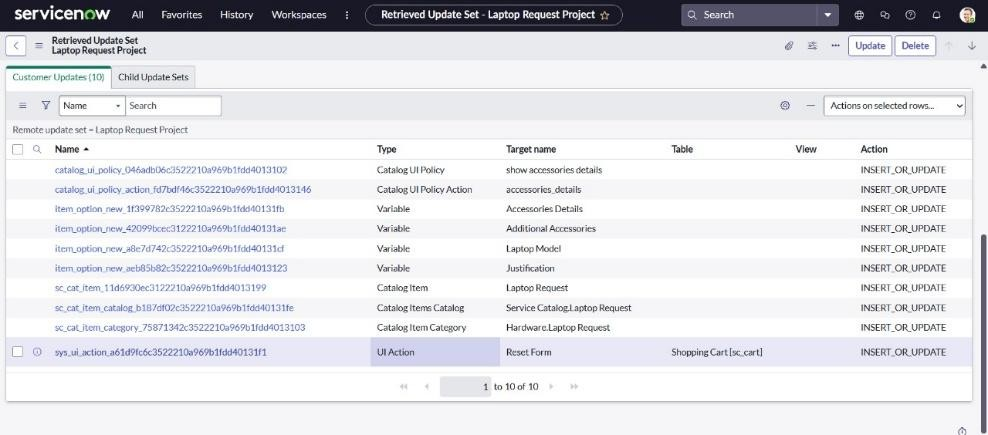 servicenow All Favorites History Workspaces Retrieved Update Set - Laptop Request Project Search
Retrieved Update Set
Laptop Request Project
Update Delete
Customer Updates (10) Child Update Sets
Name Search Actions on selected rows...
Remote update set = Laptop Request Project
Name Type Target name Table View Action
catalog_ui_policy_046adb06c3522210a969b1fdd4013102 Catalog UI Policy show accessories details INSERT_OR_UPDATE
catalog_ui_policy_action_fd7bdf46c3522210a969b1fdd4013146 Catalog UI Policy Action accessories_details INSERT_OR_UPDATE
item_option_new_1f399782c3522210a969b1fdd40131fb Variable Accessories Details INSERT_OR_UPDATE
item_option_new_42099bcec3122210a969b1fdd40131ae Variable Additional Accessories INSERT_OR_UPDATE
item_option_new_a8e7d742c3522210a969b1fdd40131cf Variable Laptop Model INSERT_OR_UPDATE
item_option_new_aeb85b82c3522210a969b1fdd4013123 Variable Justification INSERT_OR_UPDATE
sc_cat_item_11d6930ec3122210a969b1fdd4013199 Catalog Item Laptop Request INSERT_OR_UPDATE
sc_cat_item_catalog_b187df02c3522210a969b1fdd40131fe Catalog Items Catalog Service Catalog.Laptop Request INSERT_OR_UPDATE
sc_cat_item_category_75871342c3522210a969b1fdd4013103 Catalog Item Category Hardware.Laptop Request INSERT_OR_UPDATE
sys_ui_action_a61d9fc6c3522210a969b1fdd40131f1 UI Action Reset Form Shopping Cart [sc_cart] INSERT_OR_UPDATE
1 to 10 of 10